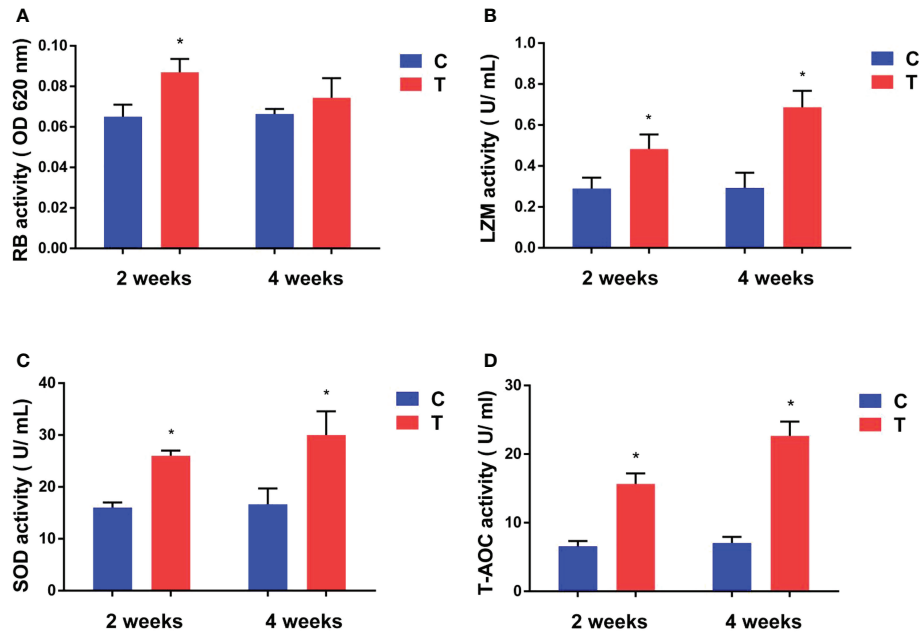 A
RB activity ( OD 620 nm)
0.10
0.08
0.06
0.04
0.02
0.00
*
2 weeks
4 weeks
C
T
B
LZM activity ( U/ mL)
1.0
0.8
0.6
0.4
0.2
0.0
*
*
2 weeks
4 weeks
C
T
C
SOD activity ( U/ mL)
40
30
20
10
0
*
*
2 weeks
4 weeks
C
T
D
T-AOC activity ( U/ ml)
30
20
10
0
*
*
2 weeks
4 weeks
C
T